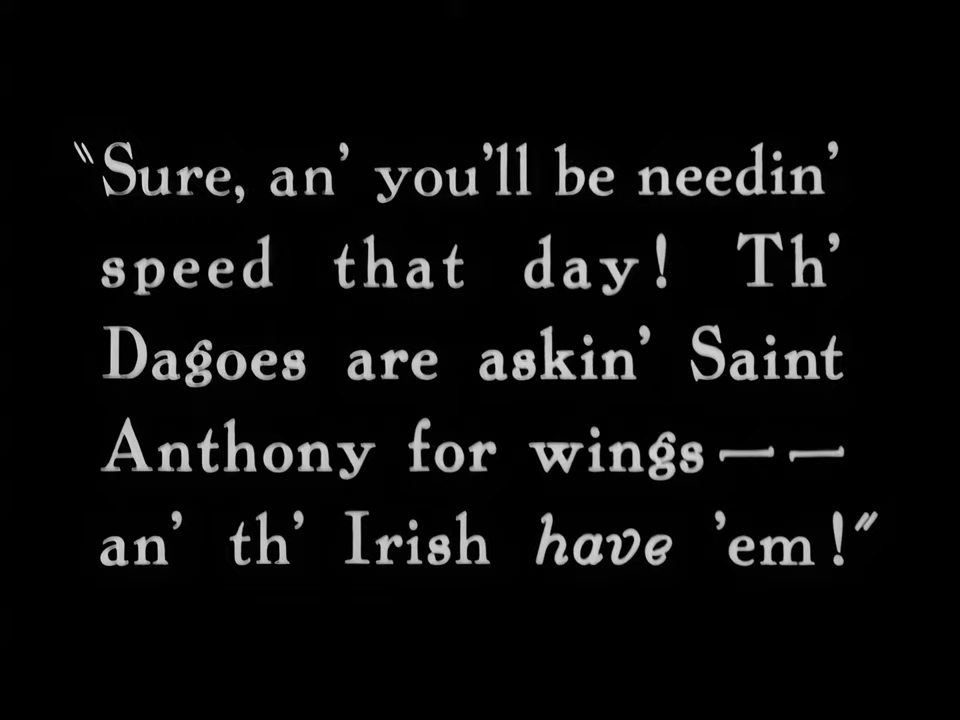 "Sure, an' you'll be needin'
speed that day! Th'
Dagoes are askin' Saint
Anthony for wings——
an' th' Irish have 'em!"